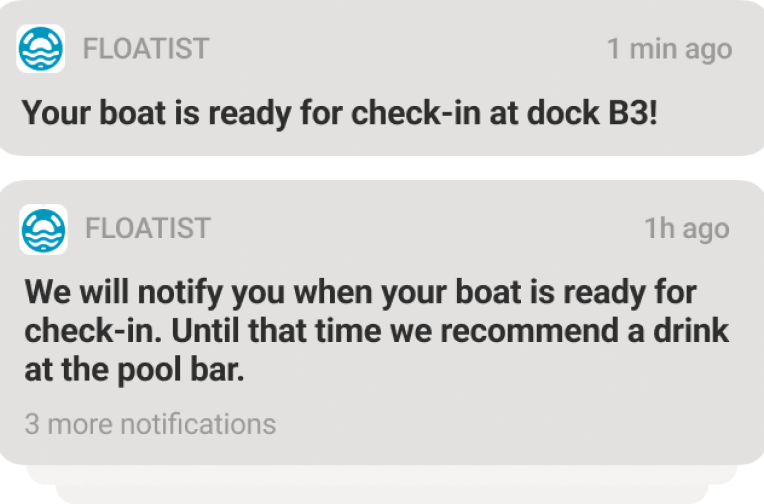 FLOATIST 1 min ago
Your boat is ready for check-in at dock B3!
FLOATIST 1h ago
We will notify you when your boat is ready for
check-in. Until that time we recommend a drink
at the pool bar.
3 more notifications